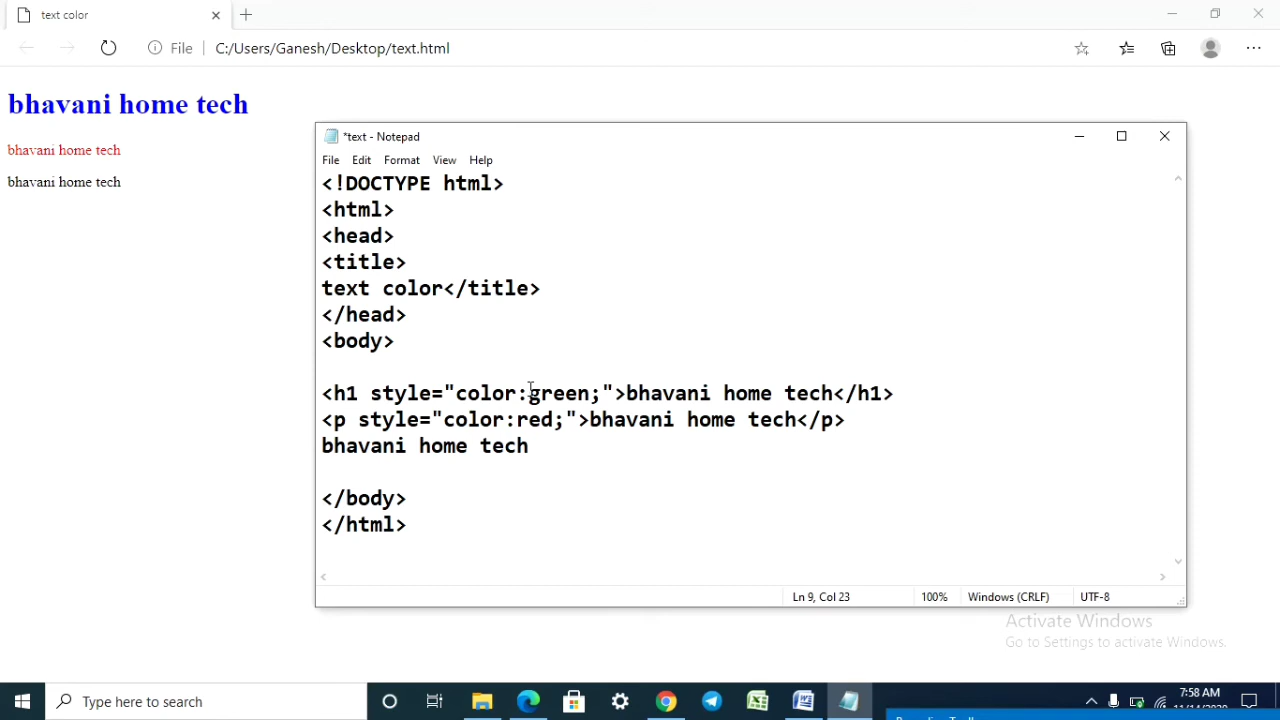 text color
File C:/Users/Ganesh/Desktop/text.html
bhavani home tech
bhavani home tech
bhavani home tech
*text - Notepad
File Edit Format View Help
<!DOCTYPE html>
<html>
<head>
<title>
text color</title>
</head>
<body>
<h1 style="color:green;">bhavani home tech</h1>
<p style="color:red;">bhavani home tech</p>
bhavani home tech
</body>
</html>
Ln 9, Col 23 100% Windows (CRLF) UTF-8
Activate Windows
Go to Settings to activate Windows.
Type here to search
7:58 AM